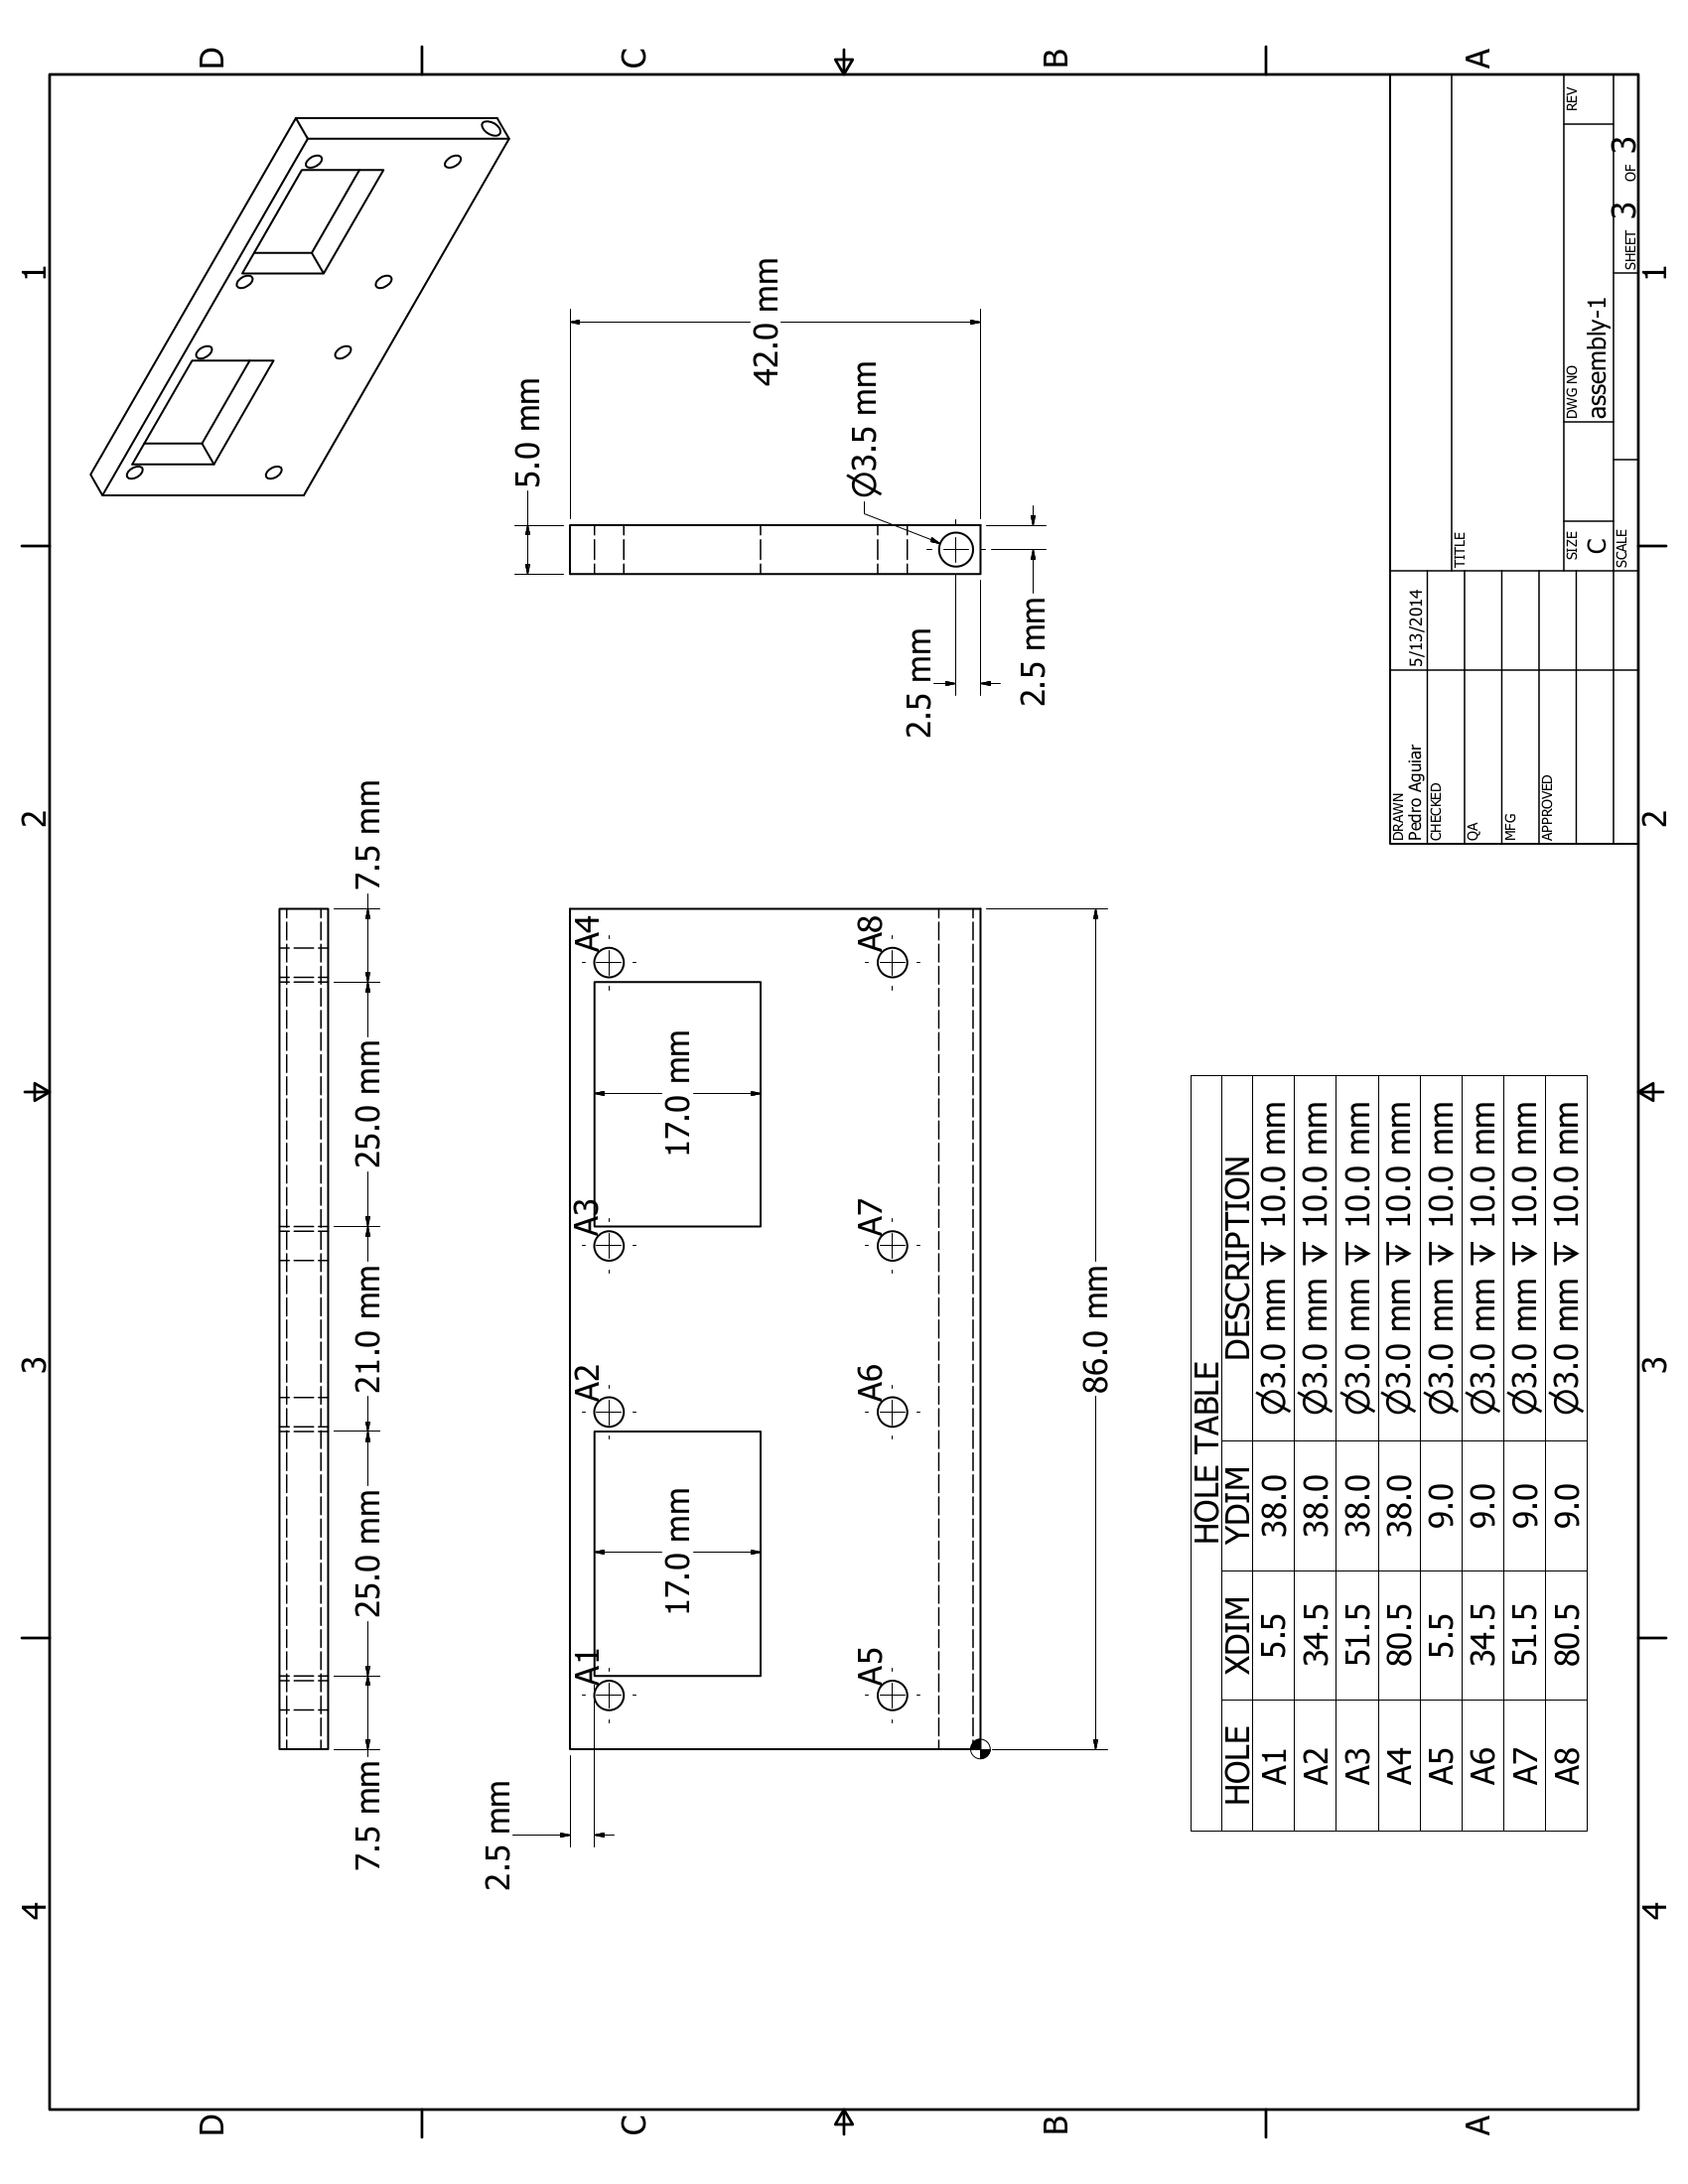 4 3 2 1
D D
C C
B B
A A
4 3 2 1
7.5 mm 25.0 mm 21.0 mm 25.0 mm 7.5 mm
2.5 mm
A1 A2 A3 A4
17.0 mm 17.0 mm
A5 A6 A7 A8
86.0 mm
5.0 mm
42.0 mm
Ø3.5 mm
2.5 mm
2.5 mm
HOLE TABLE
HOLE XDIM YDIM DESCRIPTION
A1 5.5 38.0 Ø3.0 mm ↧ 10.0 mm
A2 34.5 38.0 Ø3.0 mm ↧ 10.0 mm
A3 51.5 38.0 Ø3.0 mm ↧ 10.0 mm
A4 80.5 38.0 Ø3.0 mm ↧ 10.0 mm
A5 5.5 9.0 Ø3.0 mm ↧ 10.0 mm
A6 34.5 9.0 Ø3.0 mm ↧ 10.0 mm
A7 51.5 9.0 Ø3.0 mm ↧ 10.0 mm
A8 80.5 9.0 Ø3.0 mm ↧ 10.0 mm
DRAWN
Pedro Aguiar 5/13/2014
CHECKED
QA
MFG
APPROVED
TITLE
SIZE
C
DWG NO
assembly-1
REV
SCALE
SHEET 3 OF 3